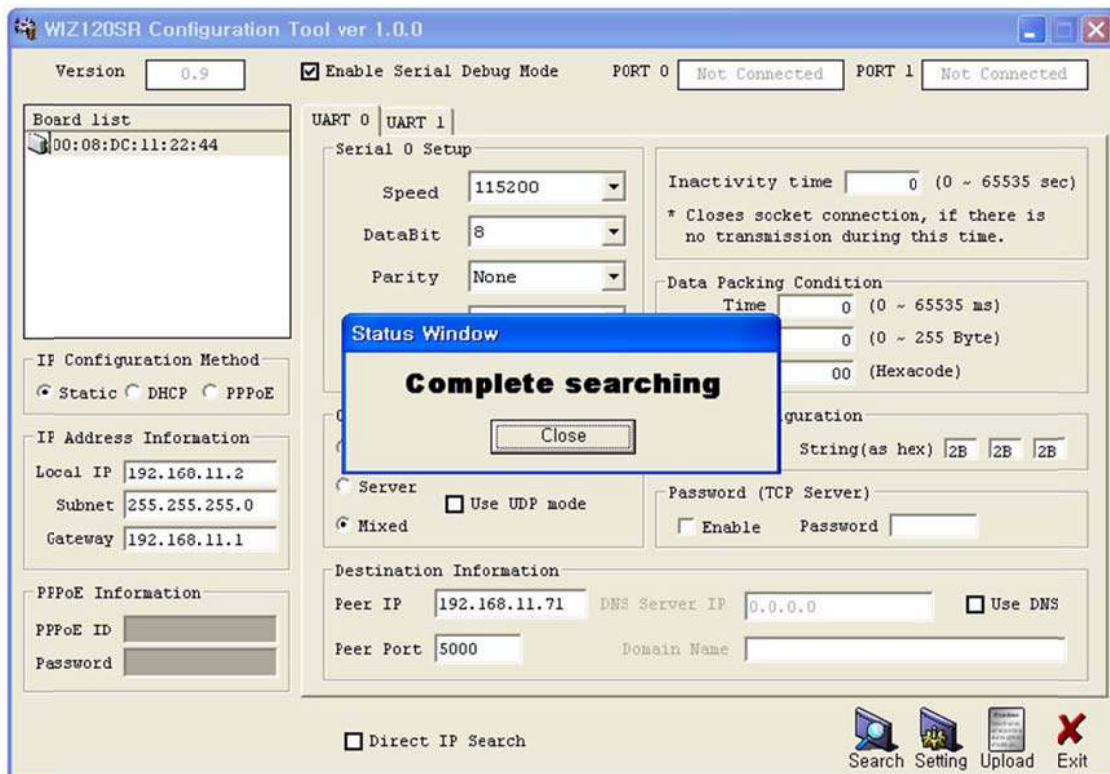 WIZ120SR Configuration Tool ver 1.0.0
Version 0.9 Enable Serial Debug Mode PORT 0 Not Connected PORT 1 Not Connected
Board list
00:08:DC:11:22:44
IP Configuration Method
Static DHCP PPPoE
IP Address Information
Local IP 192.168.11.2
Subnet 255.255.255.0
Gateway 192.168.11.1
PPPoE Information
PPPoE ID
Password
UART 0 UART 1
Serial 0 Setup
Speed 115200
DataBit 8
Parity None
Inactivity time 0 (0 ~ 65535 sec)
* Closes socket connection, if there is
no transmission during this time.
Data Packing Condition
Time 0 (0 ~ 65535 ms)
0 (0 ~ 255 Byte)
00 (Hexacode)
Status Window
Complete searching
Close
String(as hex) 2B 2B 2B
Server
Use UDP mode
Mixed
Password (TCP Server)
Enable Password
Destination Information
Peer IP 192.168.11.71 DNS Server IP 0.0.0.0 Use DNS
Peer Port 5000 Domain Name
Direct IP Search
Search Setting Upload Exit